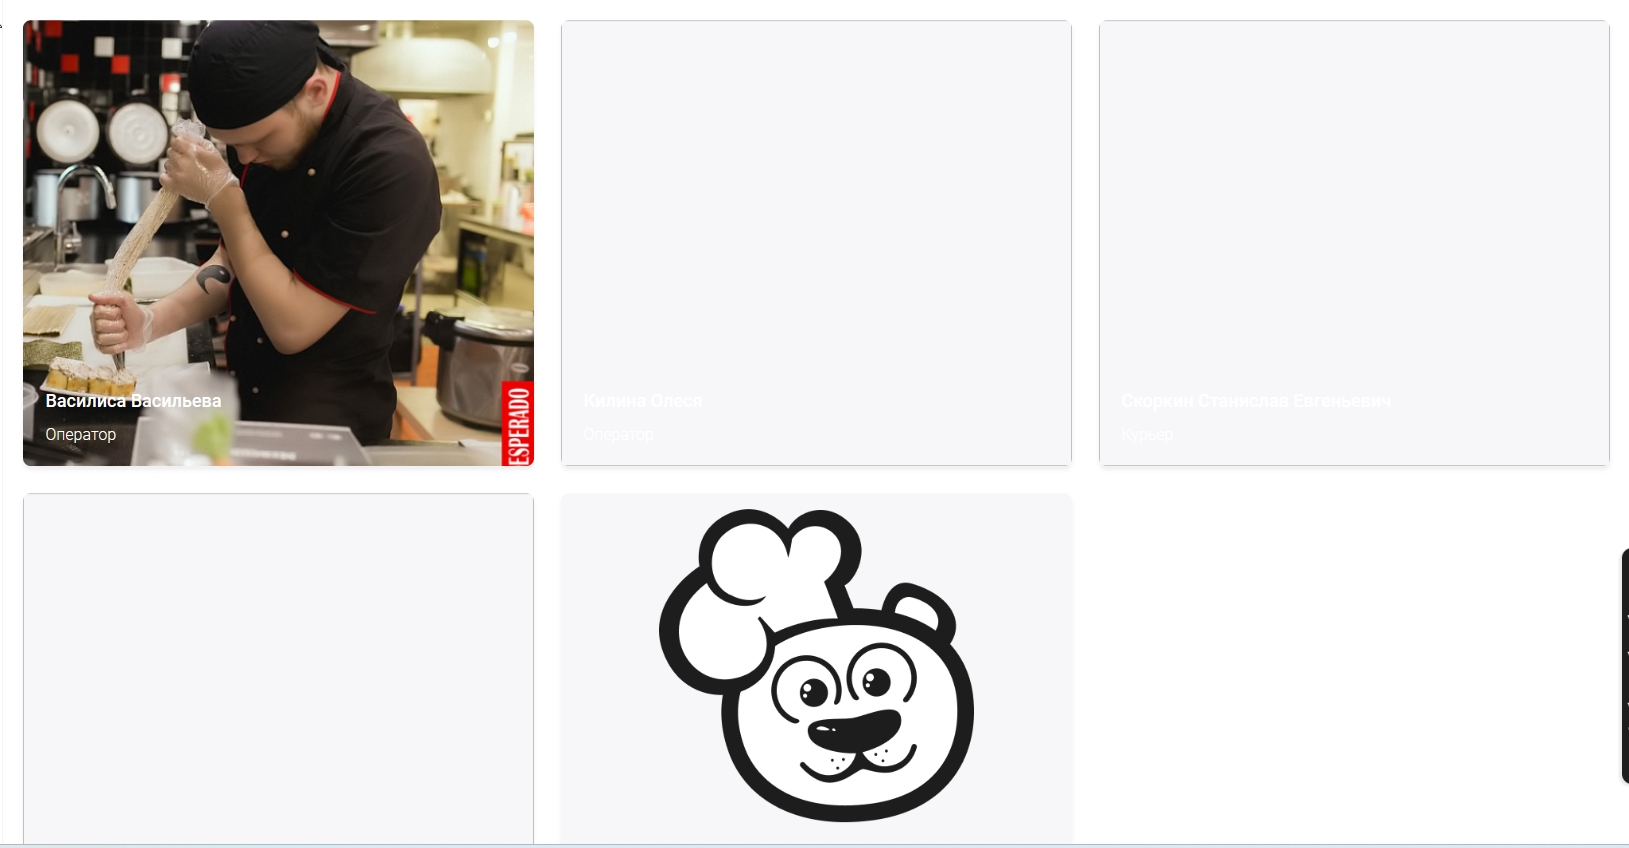 Василиса Васильева
Оператор
ESPERADO
Килина Олеся
Оператор
Скоркин Станислав Евгеньевич
Курьер